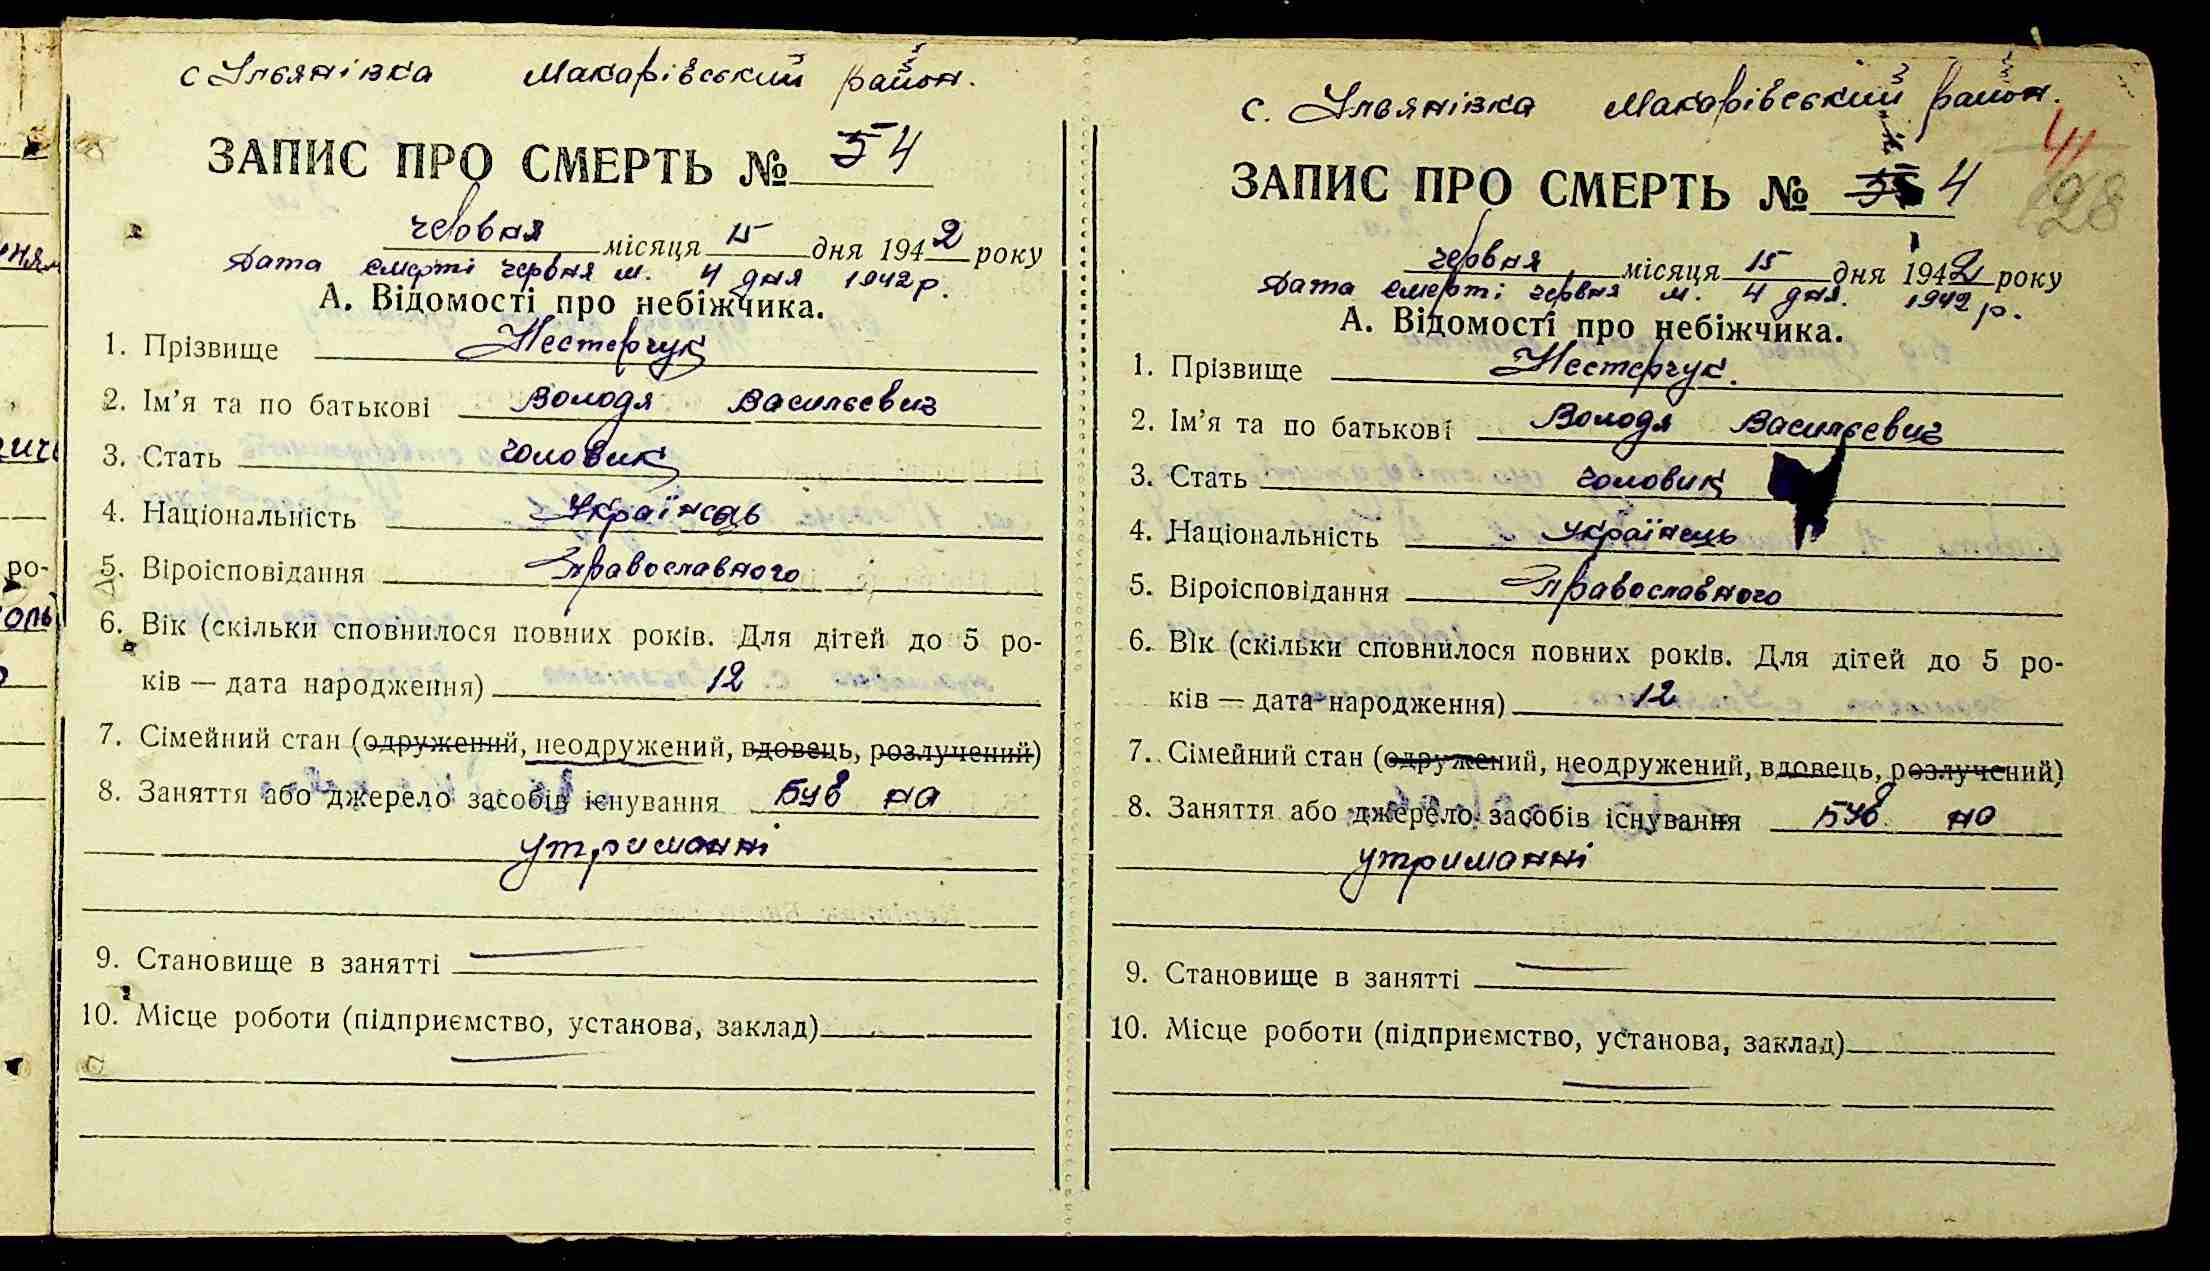 с Ульянівка Макарівський район.
ЗАПИС ПРО СМЕРТЬ № 54
червня місяця 15 дня 1942 року
Дата смерті червня м. 4 дня 1942 р.
А. Відомості про небіжчика.
1. Прізвище Нестерчук
2. Ім’я та по батькові Володя Васильевич
3. Стать чоловик
4. Національність Українець
5. Віроісповідання Православного
6. Вік (скільки сповнилося повних років. Для дітей до 5 ро-
ків — дата народження) 12
7. Сімейний стан (одружений, неодружений, вдовець, розлучений)
8. Заняття або джерело засобів існування Був на
утриманні
9. Становище в занятті
10. Місце роботи (підприємство, установа, заклад)
с. Ульянівка Макарівський район.
ЗАПИС ПРО СМЕРТЬ № 4
128
червня місяця 15 дня 1942 року
Дата смерті червня м. 4 дня. 1942 р.
А. Відомості про небіжчика.
1. Прізвище Нестерчук.
2. Ім’я та по батькові Володя Васильевич
3. Стать чоловик
4. Національність Українець
5. Віроісповідання Православного
6. Вік (скільки сповнилося повних років. Для дітей до 5 ро-
ків — дата народження) 12
7. Сімейний стан (одружений, неодружений, вдовець, розлучений)
8. Заняття або джерело засобів існування Був на
утриманні
9. Становище в занятті
10. Місце роботи (підприємство, установа, заклад)